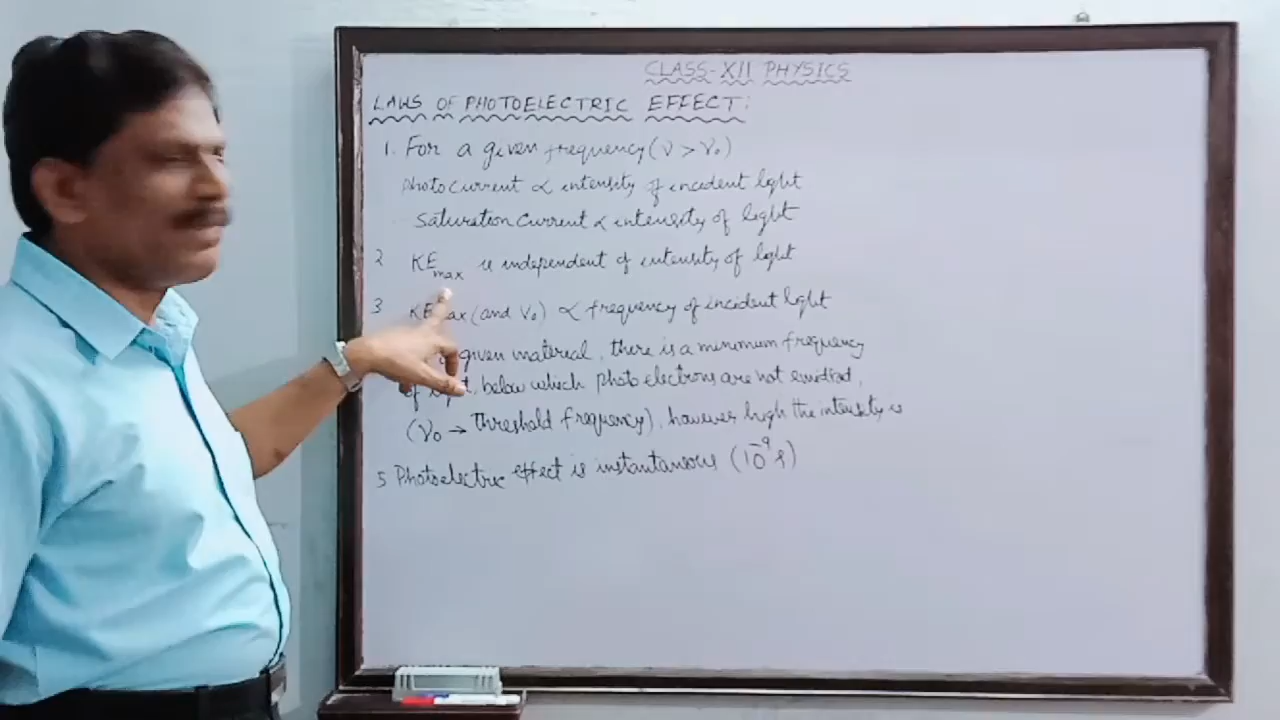 CLASS-XII PHYSICS
LAWS OF PHOTOELECTRIC EFFECT:
1. For a given frequency (ν > ν₀)
photocurrent ∝ intensity of incident light
Saturation current ∝ intensity of light
2 KEmax is independent of intensity of light
3 KEmax (and V₀) ∝ frequency of incident light
given material, there is a minimum frequency
of light, below which photo electrons are not emitted,
(ν₀ → threshold frequency), however high the intensity is
5 Photoelectric effect is instantaneous (10⁻⁹s)